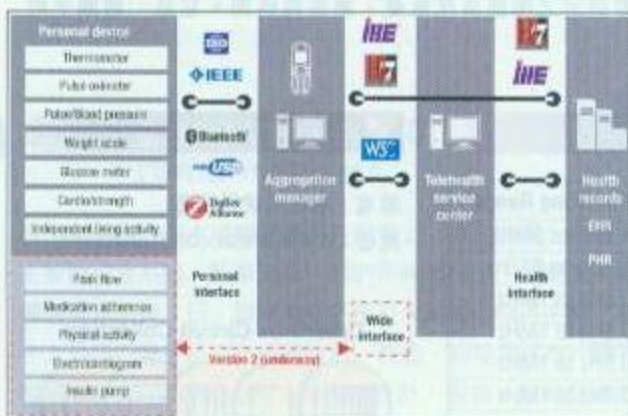 Personal device
Thermometer
Pulse oximeter
Pulse/Blood pressure
Weight scale
Glucose meter
Cardio/strength
Independent living activity
Peak flow
Medication adherence
Physical activity
Electrocardiogram
Insulin pump
ISO
IEEE
Bluetooth
USB
ZigBee
Alliance
Personal
interface
Aggregation
manager
IHE
H7
WS
Wide
interface
Version 2 (underway)
Telehealth
service
center
H7
IHE
Health
interface
Health
records
EHR
PHR